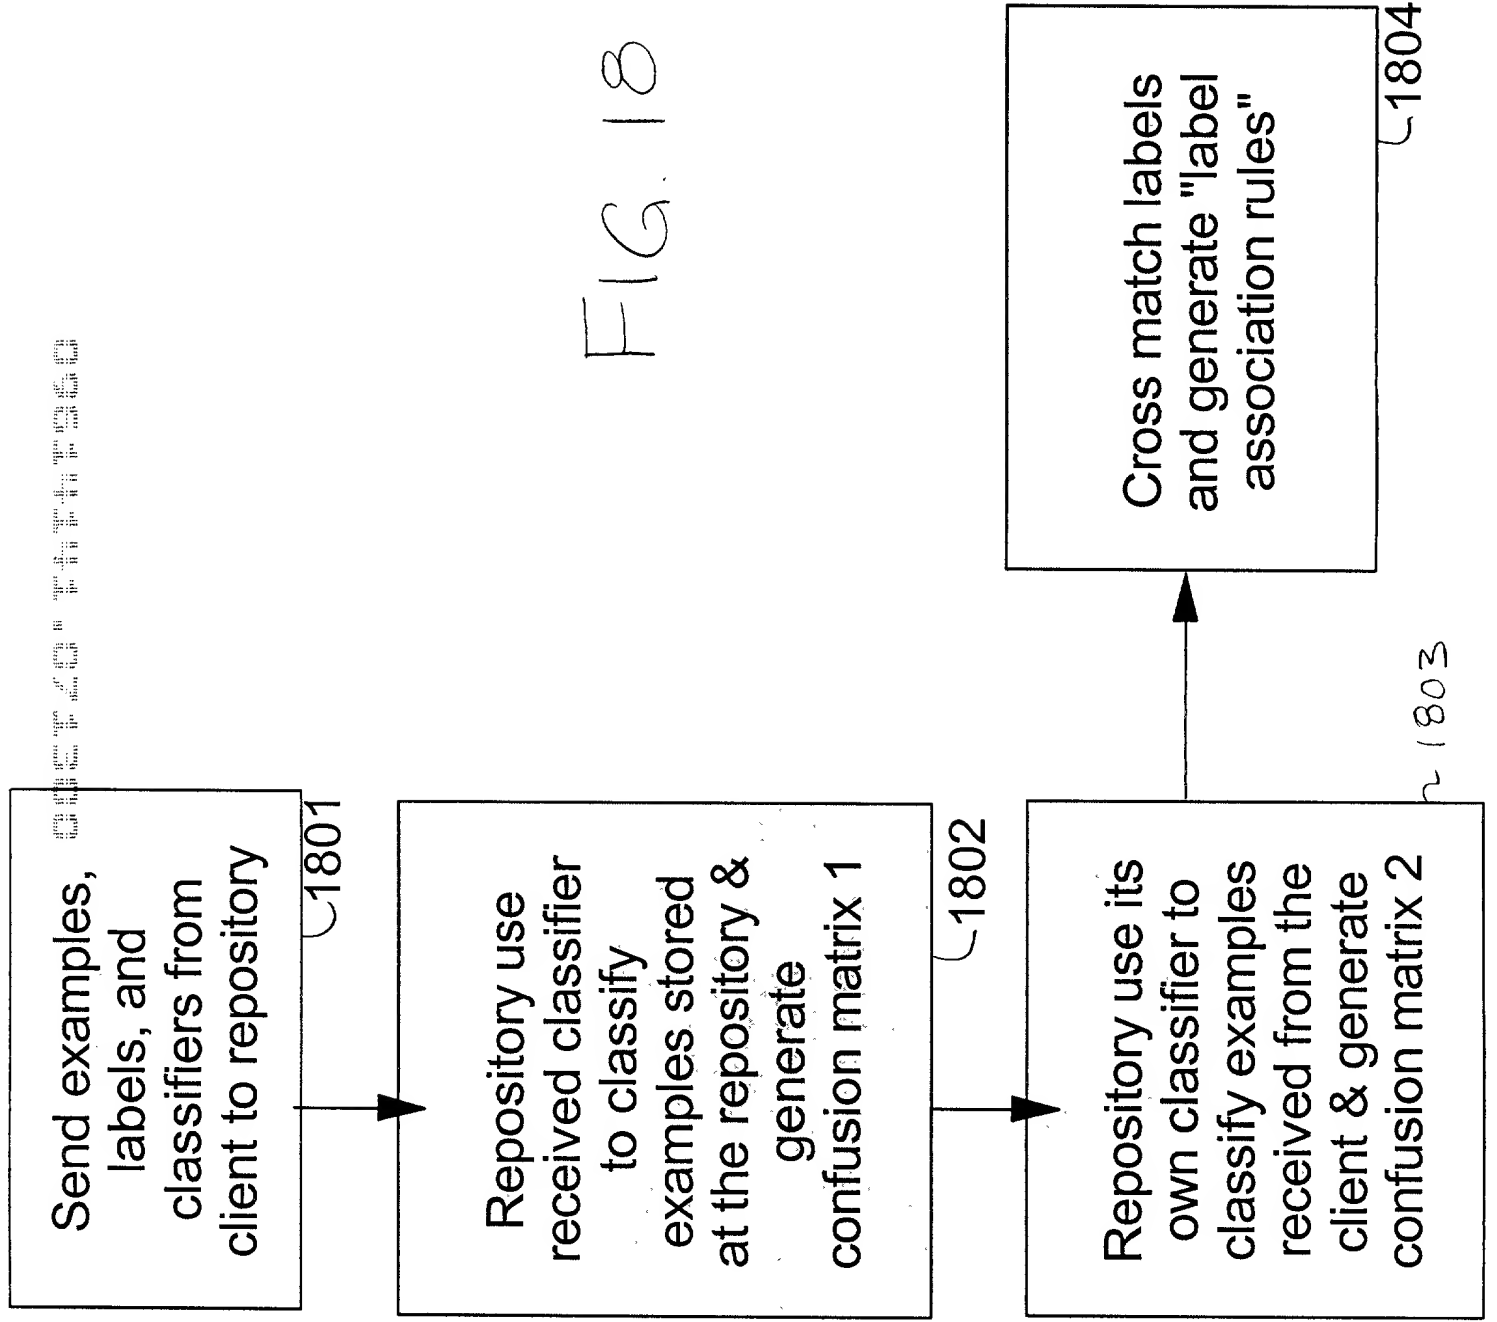 Send examples,
labels, and
classifiers from
client to repository
1801
Repository use
received classifier
to classify
examples stored
at the repository &
generate
confusion matrix 1
1802
Repository use its
own classifier to
classify examples
received from the
client & generate
confusion matrix 2
1803
Cross match labels
and generate "label
association rules"
1804
FIG. 18